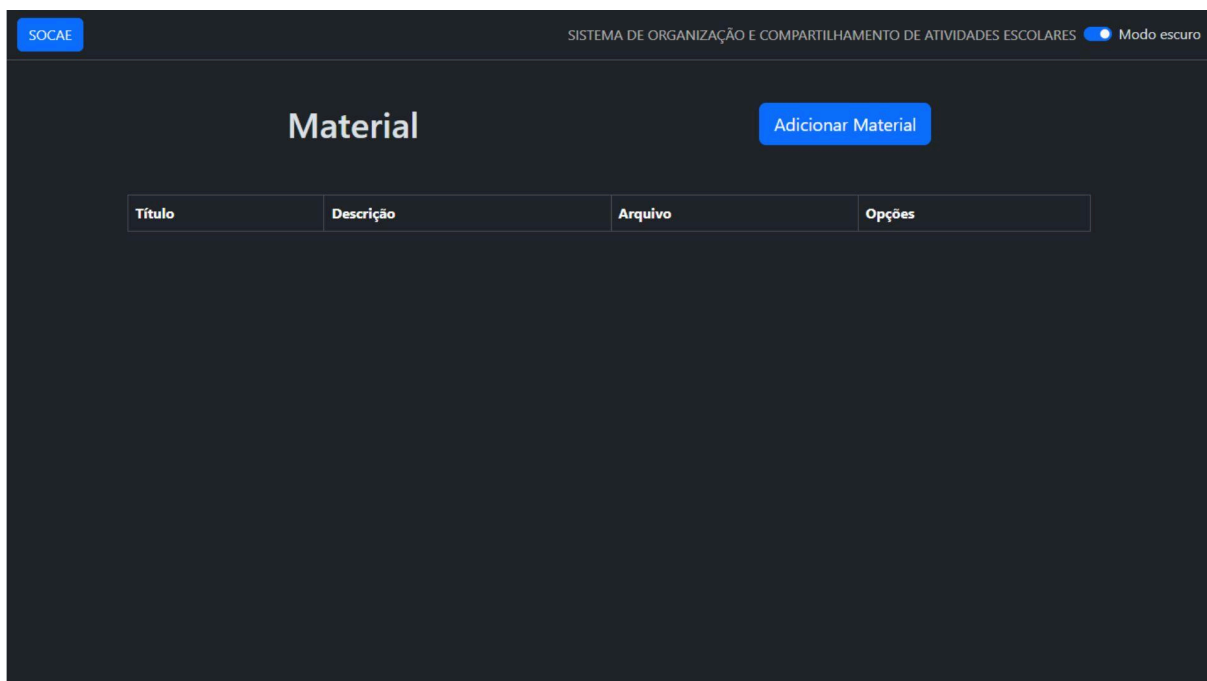 SOCAE
SISTEMA DE ORGANIZAÇÃO E COMPARTILHAMENTO DE ATIVIDADES ESCOLARES Modo escuro
Material
Adicionar Material
Título Descrição Arquivo Opções